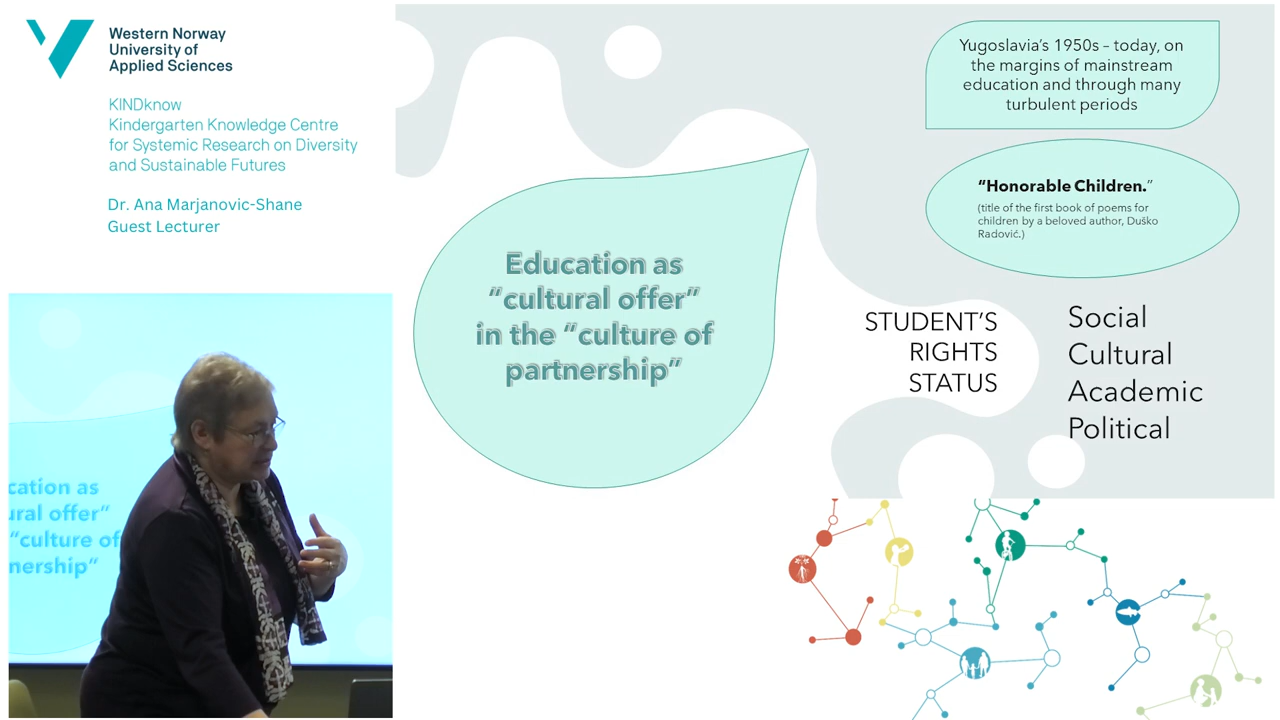 Western Norway
University of
Applied Sciences
KINDknow
Kindergarten Knowledge Centre
for Systemic Research on Diversity
and Sustainable Futures
Dr. Ana Marjanovic-Shane
Guest Lecturer
Education as
“cultural offer”
in the “culture of
partnership”
Yugoslavia’s 1950s – today, on
the margins of mainstream
education and through many
turbulent periods
“Honorable Children.”
(title of the first book of poems for
children by a beloved author, Duško
Radović.)
STUDENT’S
RIGHTS
STATUS
Social
Cultural
Academic
Political
cation as
ural offer”
“culture of
nership”